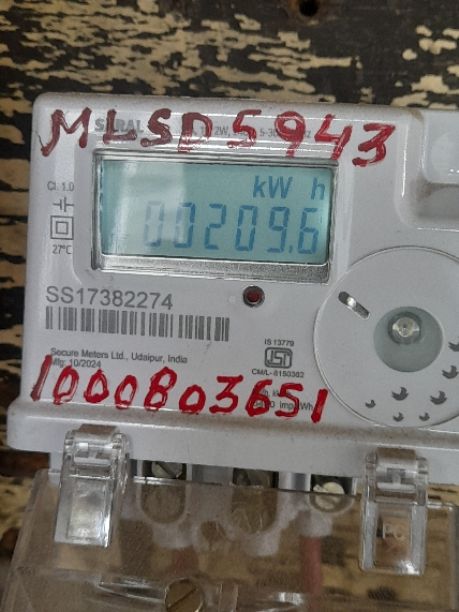 MLSD5943
kW h
00209.6
Cl. 1.0
27°C
SS17382274
IS 13779
Secure Meters Ltd., Udaipur, India
Mfg: 10/2024
CM/L-8150382
1000803651